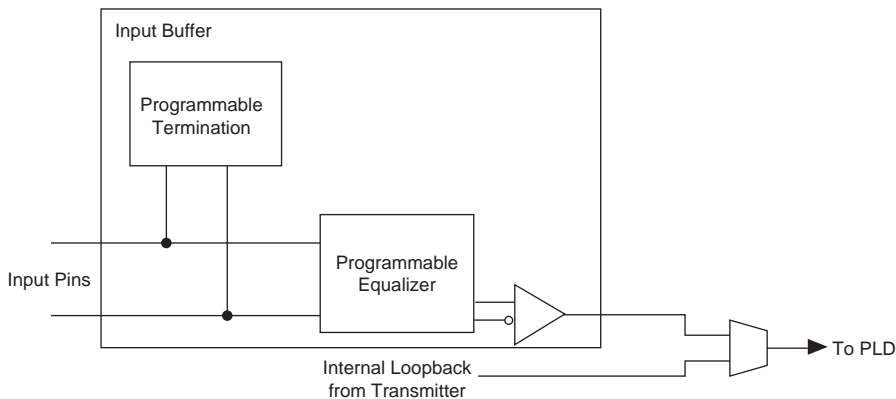 Input Buffer
Programmable
Termination
Programmable
Equalizer
Input Pins
To PLD
Internal Loopback
from Transmitter